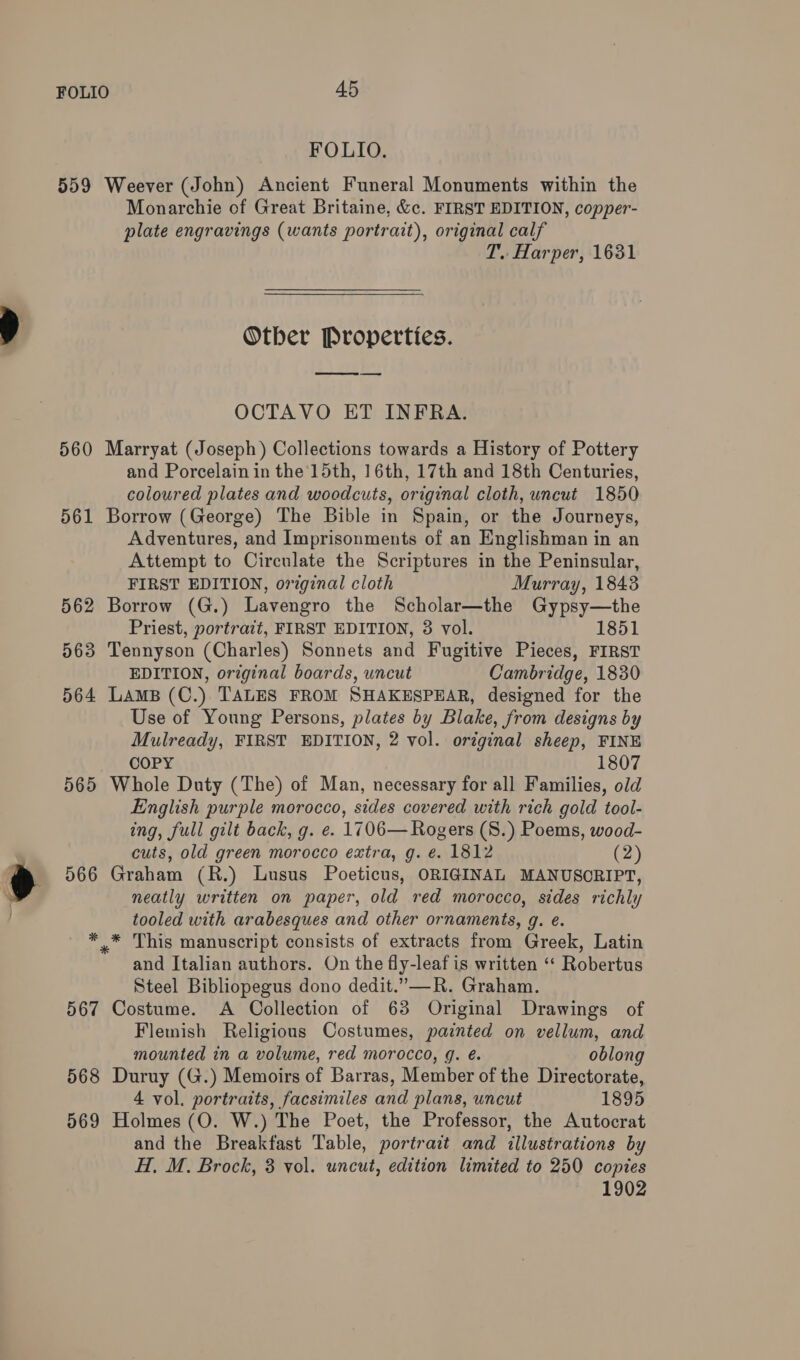 FOLIO 45
FOLIO.
559 Weever (John) Ancient Funeral Monuments within the
Monarchie of Great Britaine, &c. FIRST EDITION, copper-
plate engravings (wants portrait), original calf
T. Harper, 1631
Other Properties.
OCTAVO ET INFRA.
560 Marryat (Joseph) Collections towards a History of Pottery
and Porcelain in the 15th, 16th, 17th and 18th Centuries,
coloured plates and woodcuts, original cloth, uncut 1850
561 Borrow (George) The Bible in Spain, or the Journeys,
Adventures, and Imprisonments of an Englishman in an
Attempt to Circulate the Scriptures in the Peninsular,
FIRST EDITION, original cloth Murray, 1843
562 Borrow (G.) Lavengro the Scholar—the Gypsy—the
Priest, portrait, FIRST EDITION, 3 vol. 1851
563 Tennyson (Charles) Sonnets and Fugitive Pieces, FIRST
EDITION, original boards, uncut Cambridge, 1830
564 LAMB (C.) TALES FROM SHAKESPEAR, designed for the
Use of Young Persons, plates by Blake, from designs by
Mulready, FIRST EDITION, 2 vol. original sheep, FINE
COPY 1807
565 Whole Duty (The) of Man, necessary for all Families, old
English purple morocco, sides covered with rich gold tool-
ing, full gilt back, g. e. 1706—Rogers (S.) Poems, wood-
cuts, old green morocco extra, g. e. 1812 (2)
566 Graham (R.) Lusus Poeticus, ORIGINAL MANUSCRIPT,
neatly written on paper, old red morocco, sides richly
tooled with arabesques and other ornaments, g. e.
*** This manuscript consists of extracts from Greek, Latin
and Italian authors. On the fly-leaf is written “ Robertus
Steel Bibliopegus dono dedit.”—R. Graham.
567 Costume. A Collection of 63 Original Drawings of
Flemish Religious Costumes, painted on vellum, and
mounted in a volume, red morocco, g. e. oblong
568 Duruy (G.) Memoirs of Barras, Member of the Directorate,
4 vol. portraits, facsimiles and plans, uncut 1895
569 Holmes (O. W.) The Poet, the Professor, the Autocrat
and the Breakfast Table, portrait and illustrations by
H. M. Brock, 3 vol. uncut, edition limited to 250 copies
1902